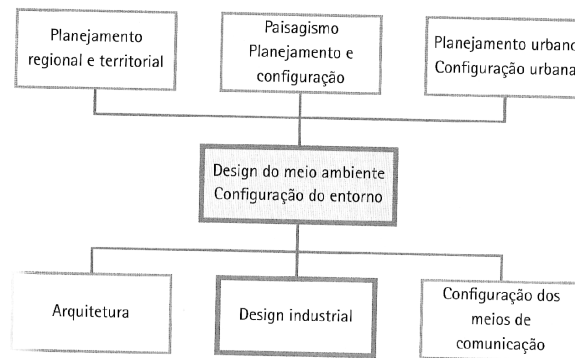 Planejamento
regional e territorial
Paisagismo
Planejamento e
configuração
Planejamento urbano
Configuração urbana
Design do meio ambiente
Configuração do entorno
Arquitetura
Design industrial
Configuração dos
meios de
comunicação